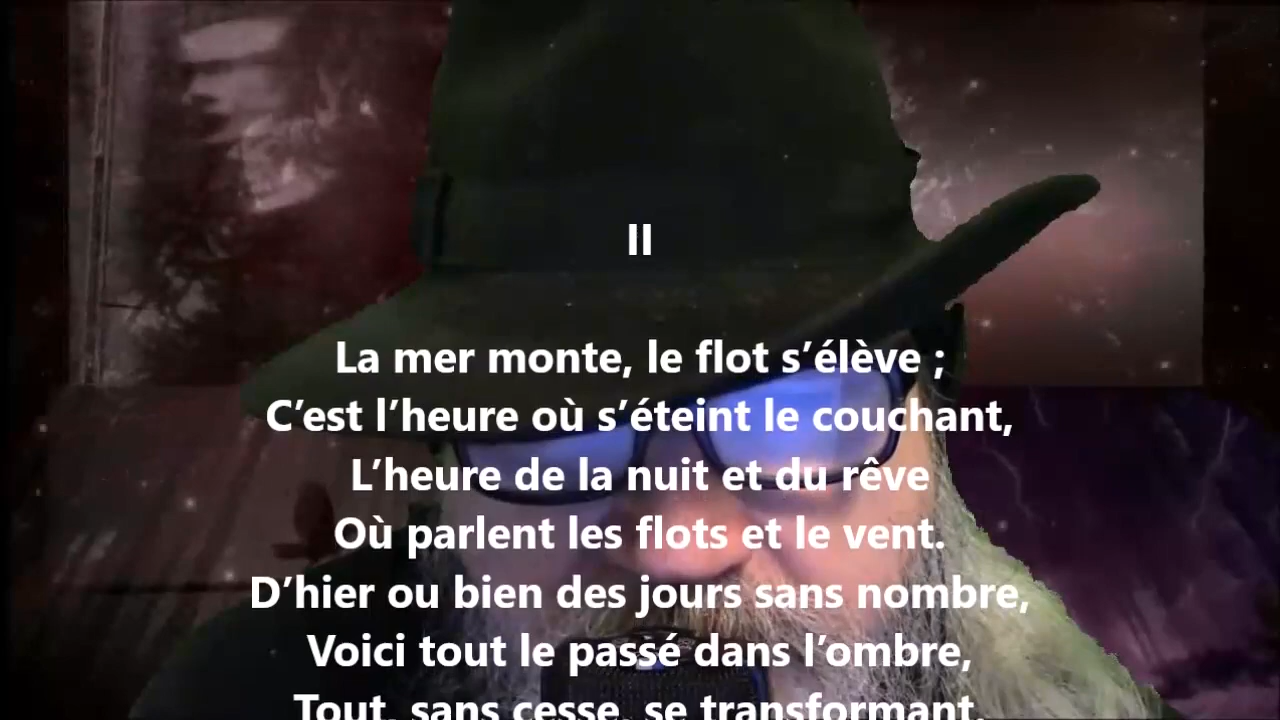 II
La mer monte, le flot s’élève ;
C’est l’heure où s’éteint le couchant,
L’heure de la nuit et du rêve
Où parlent les flots et le vent.
D’hier ou bien des jours sans nombre,
Voici tout le passé dans l’ombre,
Tout, sans cesse, se transformant.